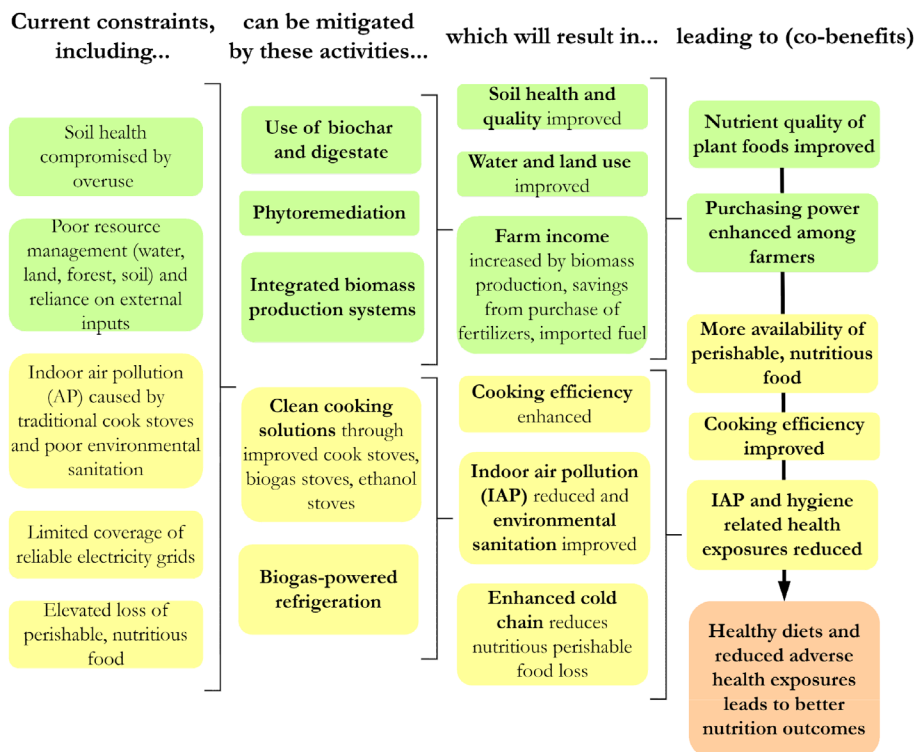 Current constraints,
including...
can be mitigated
by these activities...
which will result in...
leading to (co-benefits)
Soil health
compromised by
overuse
Poor resource
management (water,
land, forest, soil) and
reliance on external
inputs
Indoor air pollution
(AP) caused by
traditional cook stoves
and poor environmental
sanitation
Limited coverage of
reliable electricity grids
Elevated loss of
perishable, nutritious
food
Use of biochar
and digestate
Phytoremediation
Integrated biomass
production systems
Clean cooking
solutions through
improved cook stoves,
biogas stoves, ethanol
stoves
Biogas-powered
refrigeration
Soil health and
quality improved
Water and land use
improved
Farm income
increased by biomass
production, savings
from purchase of
fertilizers, imported fuel
Cooking efficiency
enhanced
Indoor air pollution
(IAP) reduced and
environmental
sanitation improved
Enhanced cold
chain reduces
nutritious perishable
food loss
Nutrient quality of
plant foods improved
Purchasing power
enhanced among
farmers
More availability of
perishable, nutritious
food
Cooking efficiency
improved
IAP and hygiene
related health
exposures reduced
Healthy diets and
reduced adverse
health exposures
leads to better
nutrition outcomes